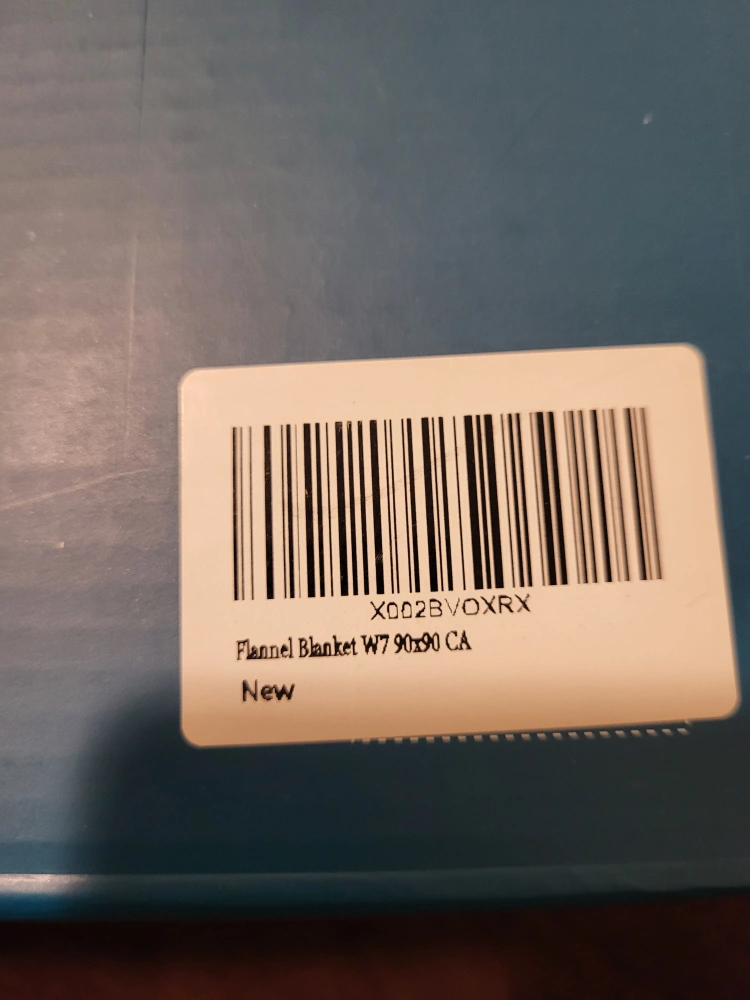 X002BVOXRX
Flannel Blanket W7 90x90 CA
New